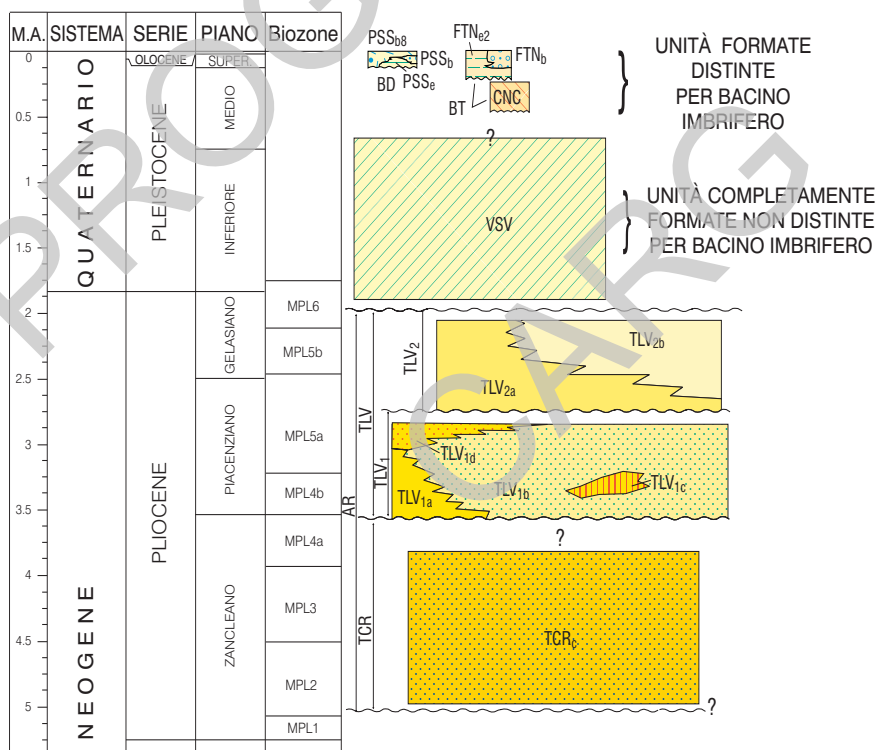 M.A. SISTEMA SERIE PIANO Biozone
0
0.5
1
1.5
2
2.5
3
3.5
4
4.5
5
QUATERNARIO
NEOGENE
OLOCENE
PLEISTOCENE
PLIOCENE
SUPER.
MEDIO
INFERIORE
GELASIANO
PIACENZIANO
ZANCLEANO
MPL6
MPL5b
MPL5a
MPL4b
MPL4a
MPL3
MPL2
MPL1
PSSb8
PSSb
BD PSSe
FTNe2
FTNb
BT
CNC
UNITÀ FORMATE
DISTINTE
PER BACINO
IMBRIFERO
?
VSV
UNITÀ COMPLETAMENTE
FORMATE NON DISTINTE
PER BACINO IMBRIFERO
AR
TLV
TLV2
TLV1
TCR
TLV2b
TLV2a
TLV1d
TLV1a
TLV1b
TLV1c
?
TCRc
?
PROG
CARG